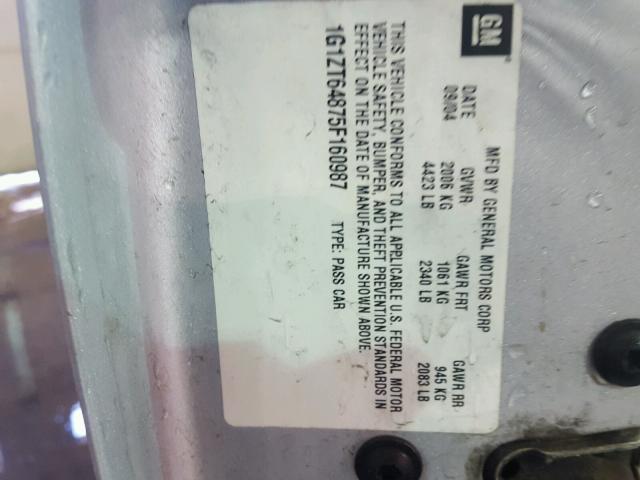 GM
MFD BY GENERAL MOTORS CORP
DATE GVWR GAWR FRT GAWR RR
09/04 2006 KG 1061 KG 945 KG
4423 LB 2340 LB 2083 LB
THIS VEHICLE CONFORMS TO ALL APPLICABLE U.S. FEDERAL MOTOR
VEHICLE SAFETY, BUMPER, AND THEFT PREVENTION STANDARDS IN
EFFECT ON THE DATE OF MANUFACTURE SHOWN ABOVE.
1G1ZT64875F160987 TYPE: PASS CAR